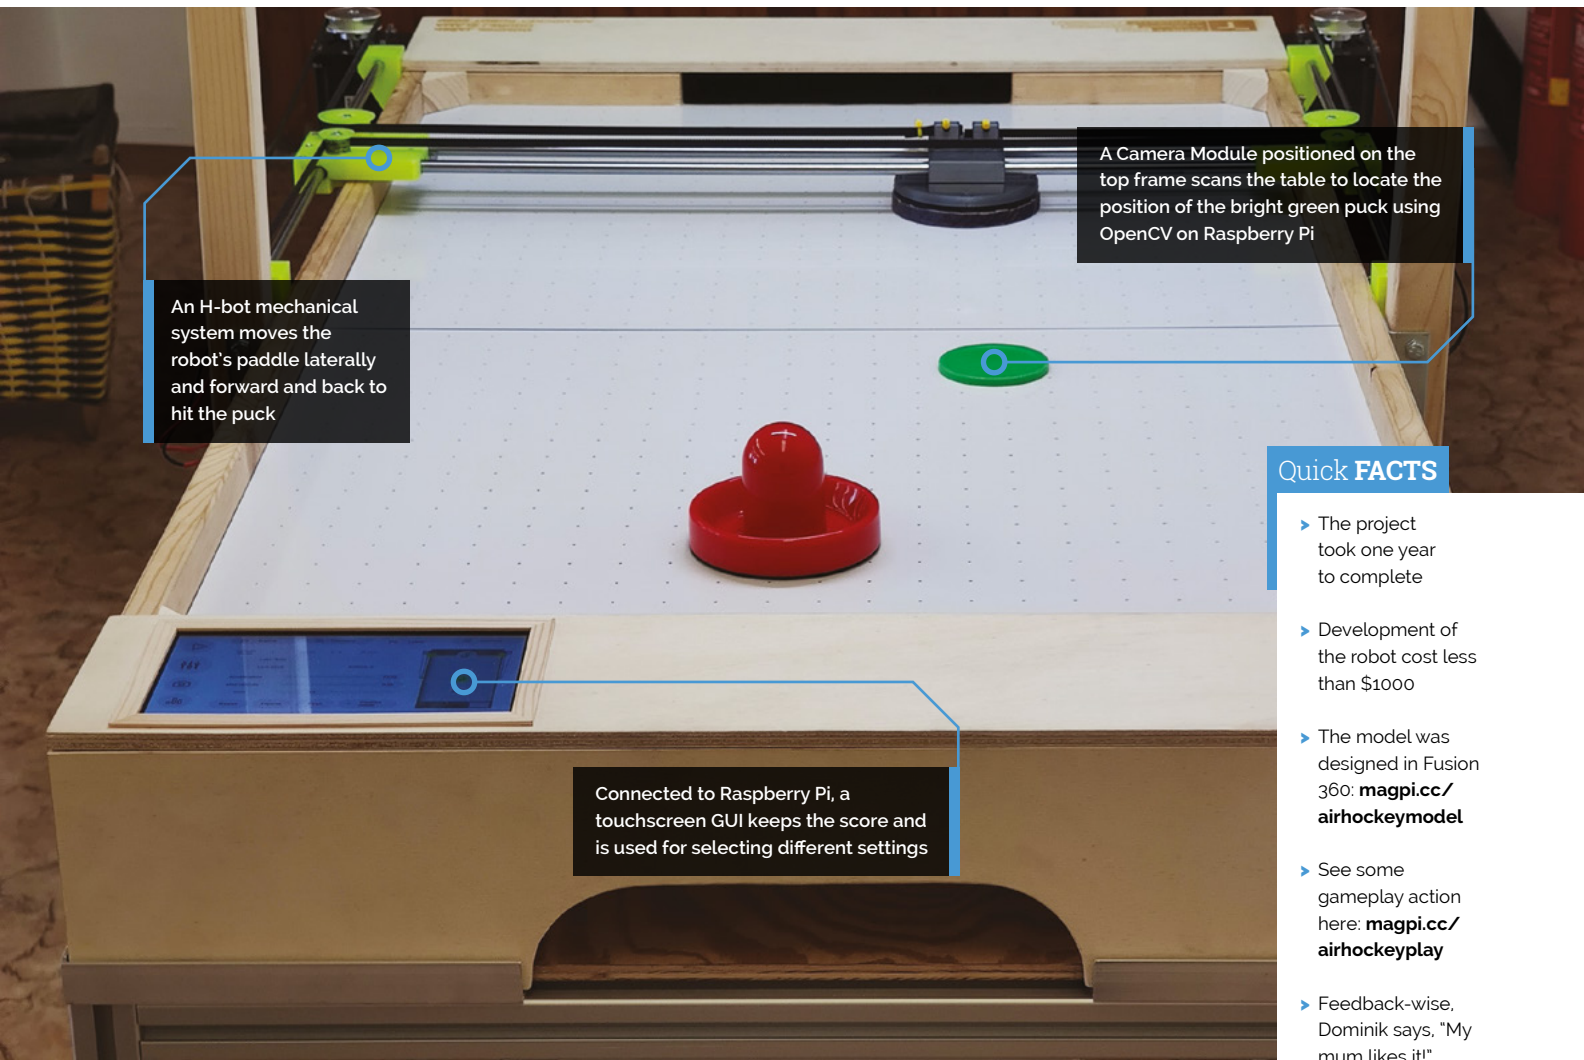 A Camera Module positioned on the
top frame scans the table to locate the
position of the bright green puck using
OpenCV on Raspberry Pi
An H-bot mechanical
system moves the
robot's paddle laterally
and forward and back to
hit the puck
Connected to Raspberry Pi, a
touchscreen GUI keeps the score and
is used for selecting different settings
Quick FACTS
> The project
took one year
to complete
> Development of
the robot cost less
than $1000
> The model was
designed in Fusion
360: magpi.cc/
airhockeymodel
> See some
gameplay action
here: magpi.cc/
airhockeyplay
> Feedback-wise,
Dominik says, “My
mum likes it!”